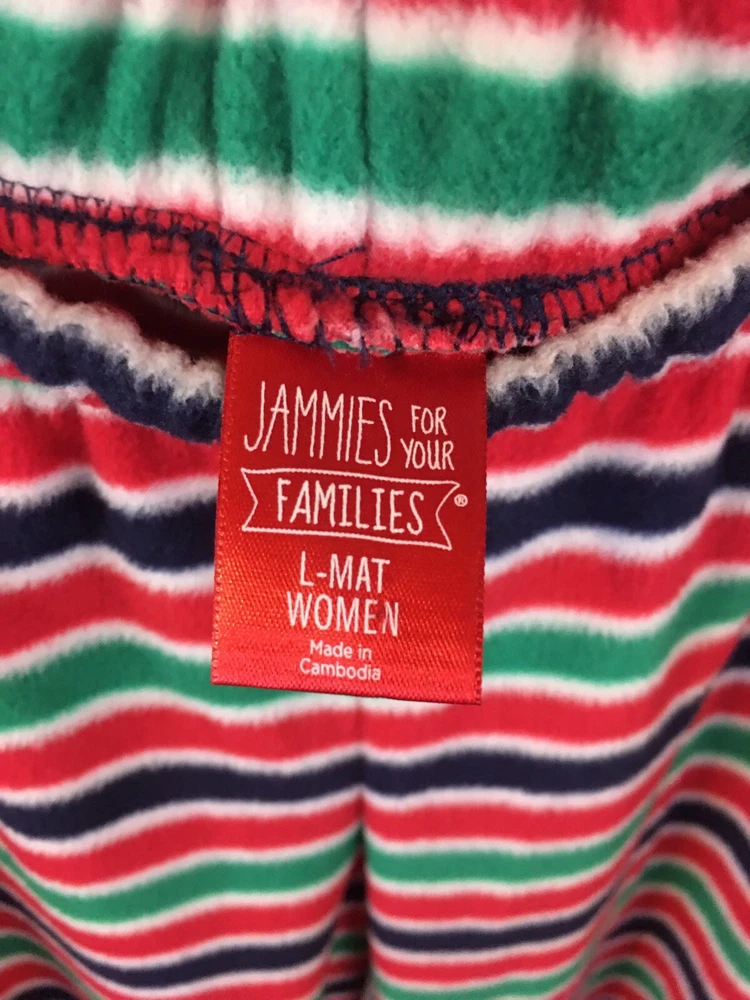 JAMMIES FOR
YOUR
FAMILIES®
L-MAT
WOMEN
Made in
Cambodia